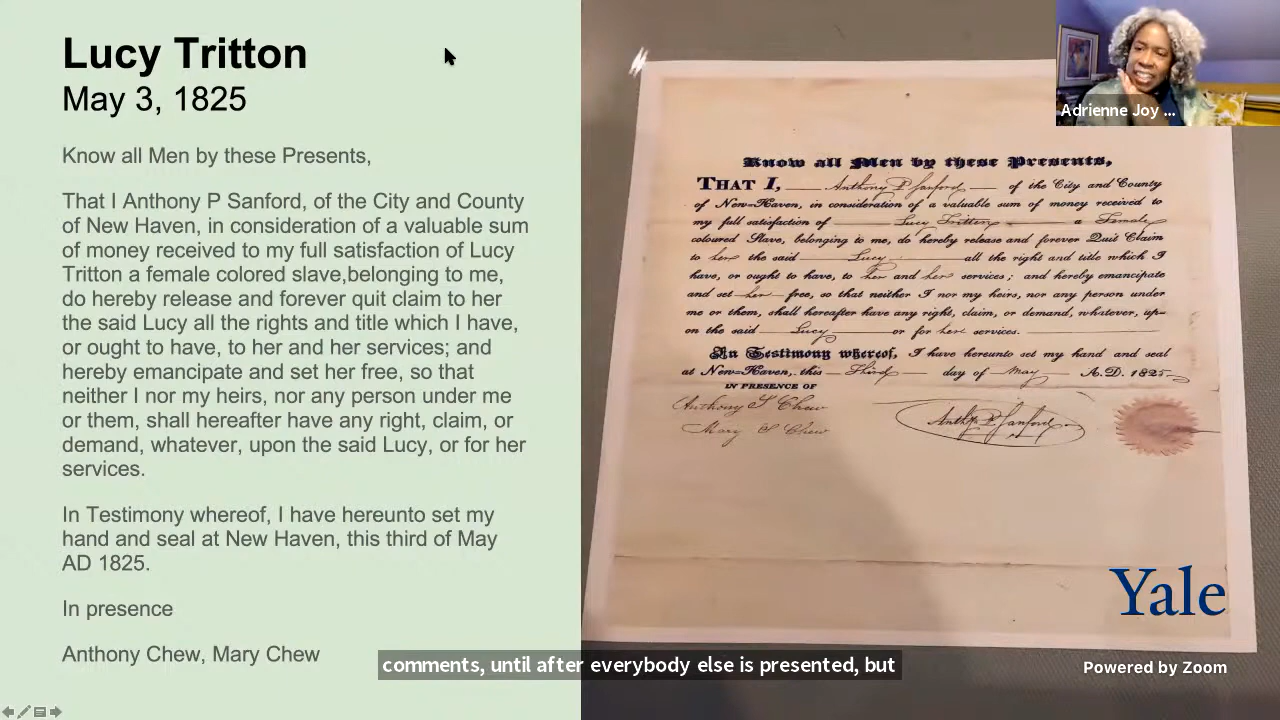 Lucy Tritton
May 3, 1825
Know all Men by these Presents,
That I Anthony P Sanford, of the City and County
of New Haven, in consideration of a valuable sum
of money received to my full satisfaction of Lucy
Tritton a female colored slave,belonging to me,
do hereby release and forever quit claim to her
the said Lucy all the rights and title which I have,
or ought to have, to her and her services; and
hereby emancipate and set her free, so that
neither I nor my heirs, nor any person under me
or them, shall hereafter have any right, claim, or
demand, whatever, upon the said Lucy, or for her
services.
In Testimony whereof, I have hereunto set my
hand and seal at New Haven, this third of May
AD 1825.
In presence
Anthony Chew, Mary Chew
Know all Men by these Presents,
THAT I, Anthony P Sanford of the City and County
of New-Haven, in consideration of a valuable sum of money received to
my full satisfaction of Lucy Tritton a Female
coloured Slave, belonging to me, do hereby release and forever Quit Claim
to her the said Lucy all the right and title which I
have, or ought to have, to her and her services; and hereby emancipate
and set her free, so that neither I nor my heirs, nor any person under
me or them, shall hereafter have any right, claim, or demand, whatever, up-
on the said Lucy or for her services.
In Testimony whereof, I have hereunto set my hand and seal
at New-Haven, this Third day of May A.D. 1825
IN PRESENCE OF
Anthony S Chew
Mary S Chew
Anthy P Sanford
Adrienne Joy ...
Yale
comments, until after everybody else is presented, but
Powered by Zoom